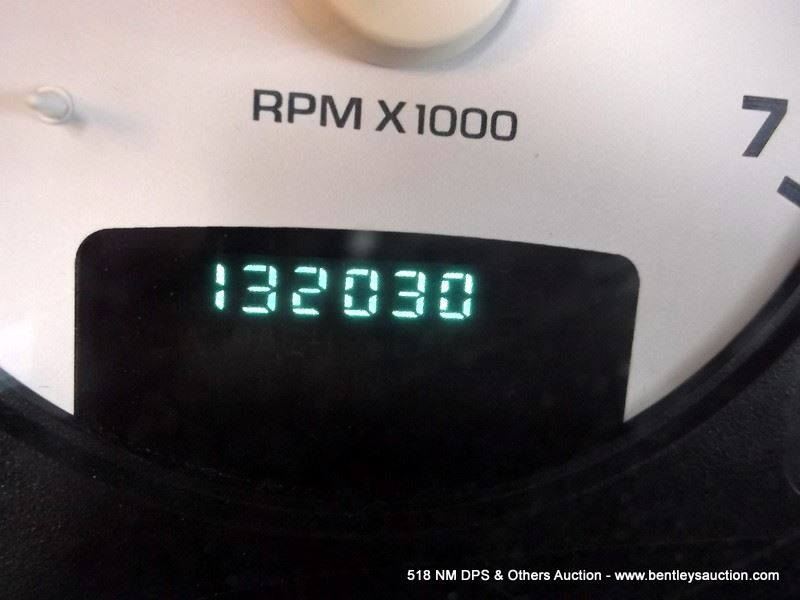 RPM X1000
7
132030
518 NM DPS & Others Auction - www.bentleysauction.com